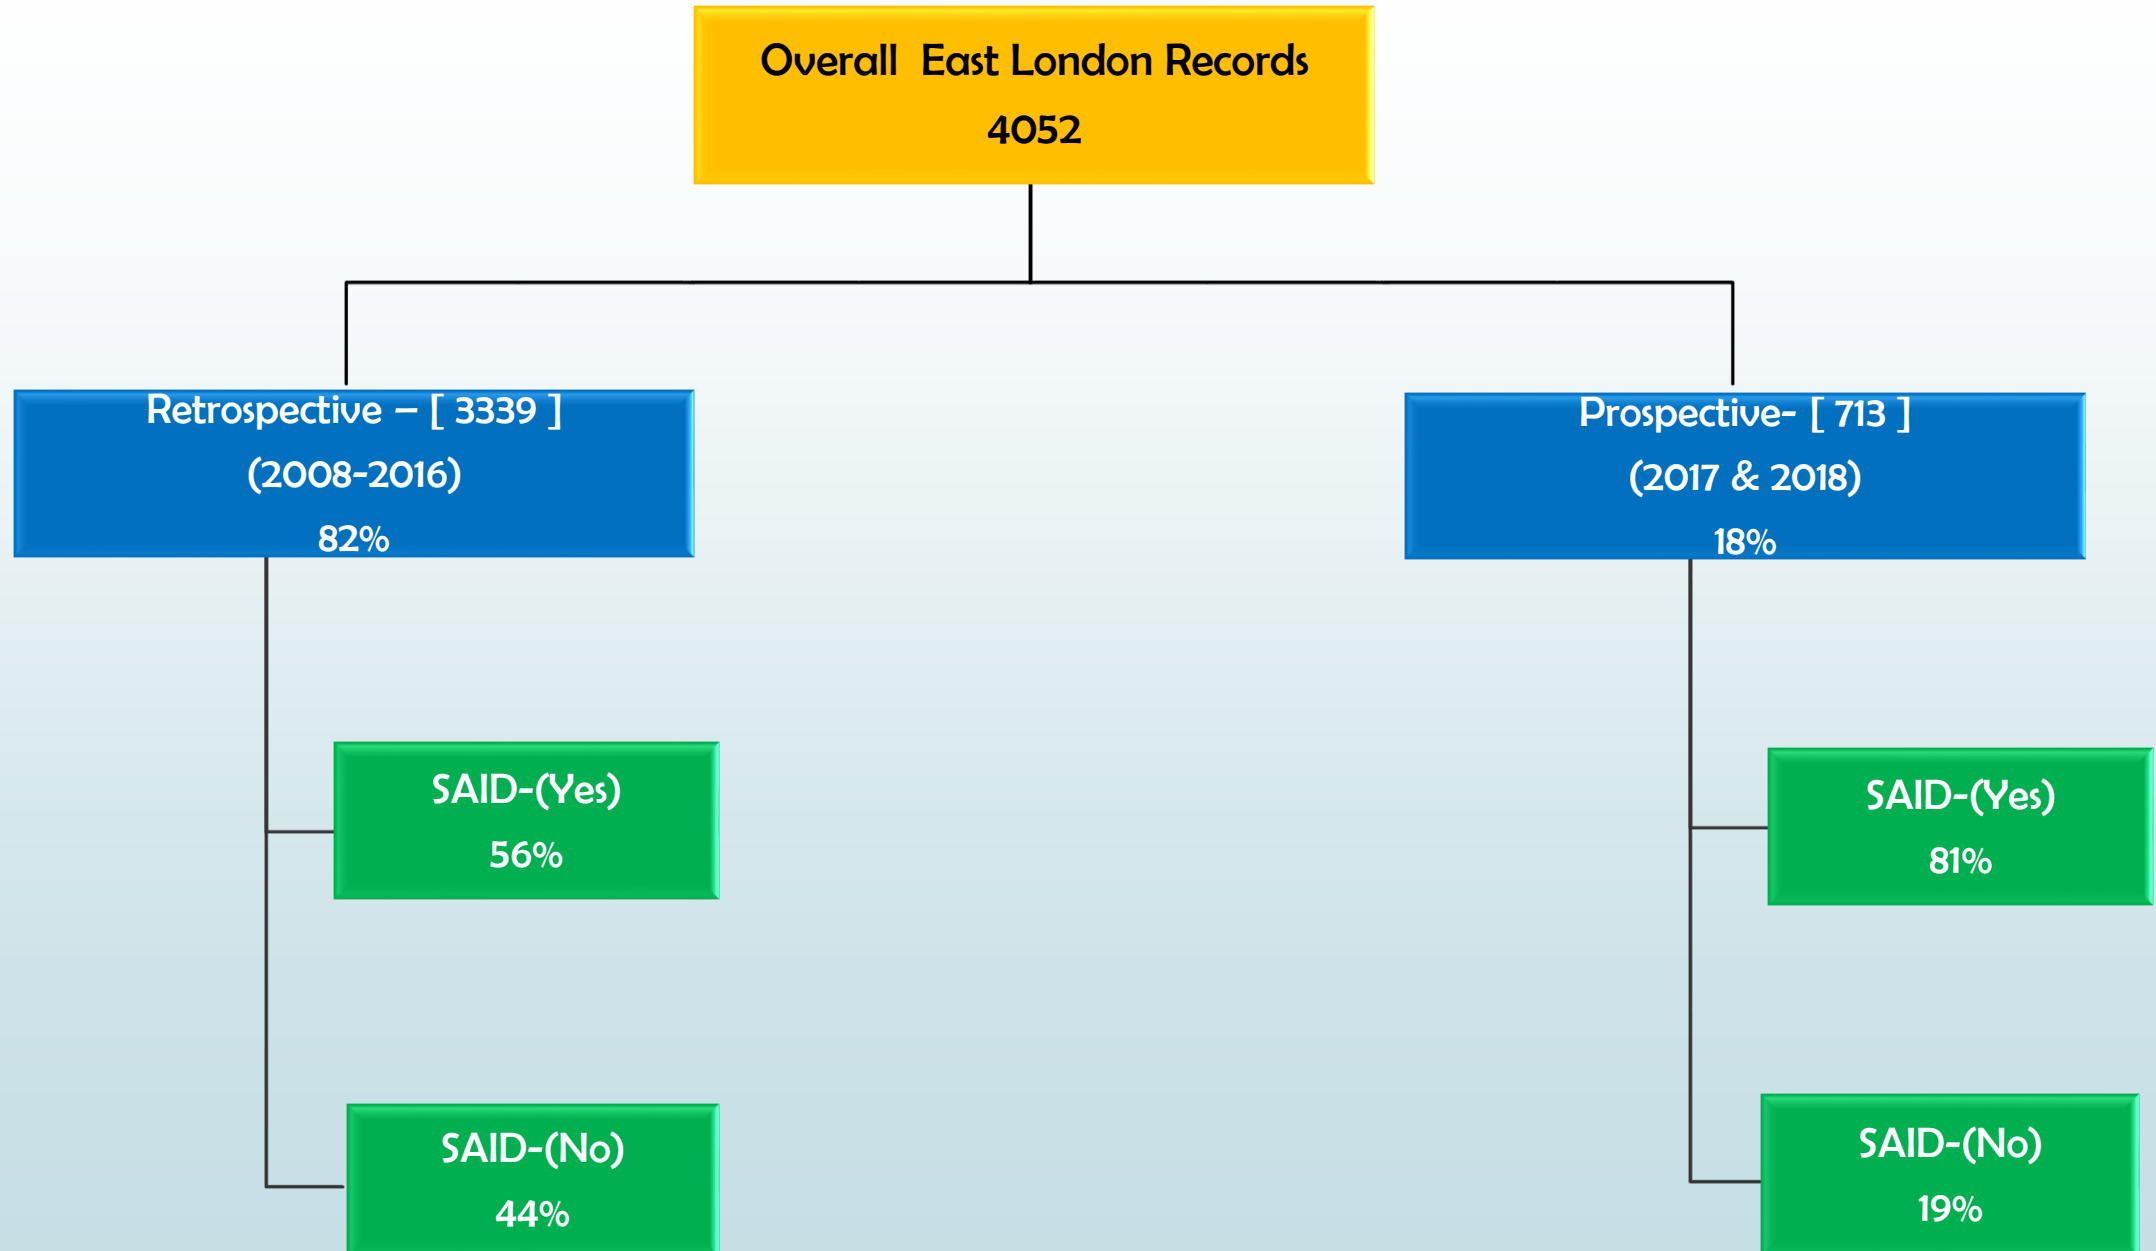 Overall East London Records
4052
Retrospective – [ 3339 ]
(2008-2016)
82%
Prospective- [ 713 ]
(2017 & 2018)
18%
SAID-(Yes)
56%
SAID-(Yes)
81%
SAID-(No)
44%
SAID-(No)
19%